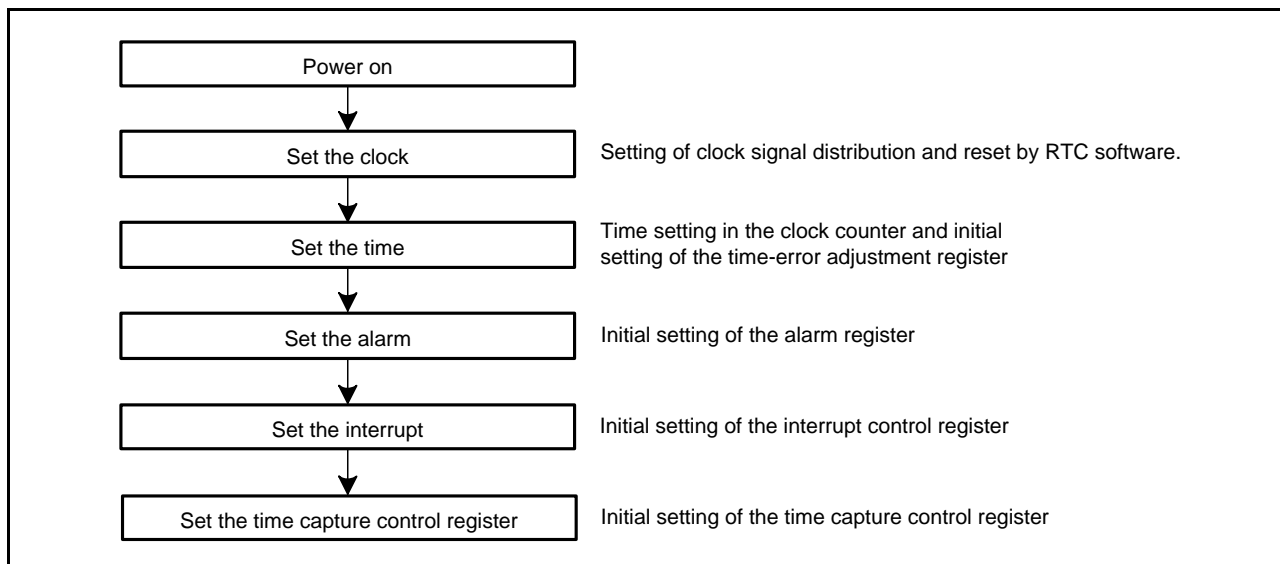 Power on
Set the clock
Setting of clock signal distribution and reset by RTC software.
Set the time
Time setting in the clock counter and initial
setting of the time-error adjustment register
Set the alarm
Initial setting of the alarm register
Set the interrupt
Initial setting of the interrupt control register
Set the time capture control register
Initial setting of the time capture control register